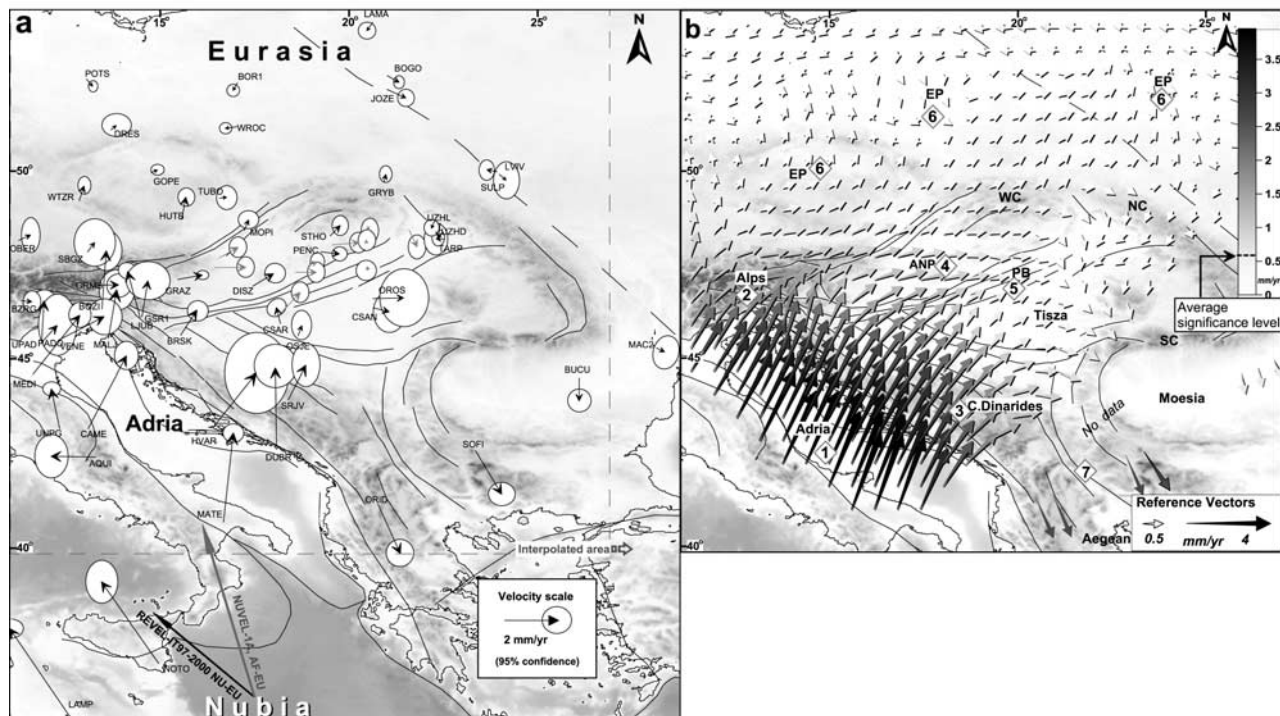 a
15°
20°
25°
N
LAMA
Eurasia
POTS
BOR1
BOGO
JOZE
DRES
WROC
50°
GOPE
LVIV
SULP
WTZR
TUBO
GRYB
HUTB
MOPI
STHO
UZHL
UZHD
TARP
OBER
SBGZ
PENC
GRAZ
DISZ
BZRG
BOZI
GSR1
LJUB
DROS
CSAN
CSAR
UPAD
PADO
VENE
BRSK
OSJE
45°
MAC2
MEDI
BUCU
SRJV
Adria
UNPG
CAME
AQUI
HVAR
DUBR
SOFI
ORID
MATE
40°
Interpolated area
Velocity scale
2 mm/yr
(95% confidence)
NUVEL-1A, AF-EU
REVEL-IT97-2000 NU-EU
NOTO
LAMP
Nubia
b
15°
20°
25°
N
3.5
3
2.5
2
1.5
1
0.5
mm/yr
0
EP
6
EP
6
50°
EP
6
WC
NC
Alps
2
ANP
4
PB
5
Average
significance level
Tisza
SC
45°
Moesia
No data
3
C.Dinarides
Adria
1
7
40°
Aegean
Reference Vectors
0.5 mm/yr 4